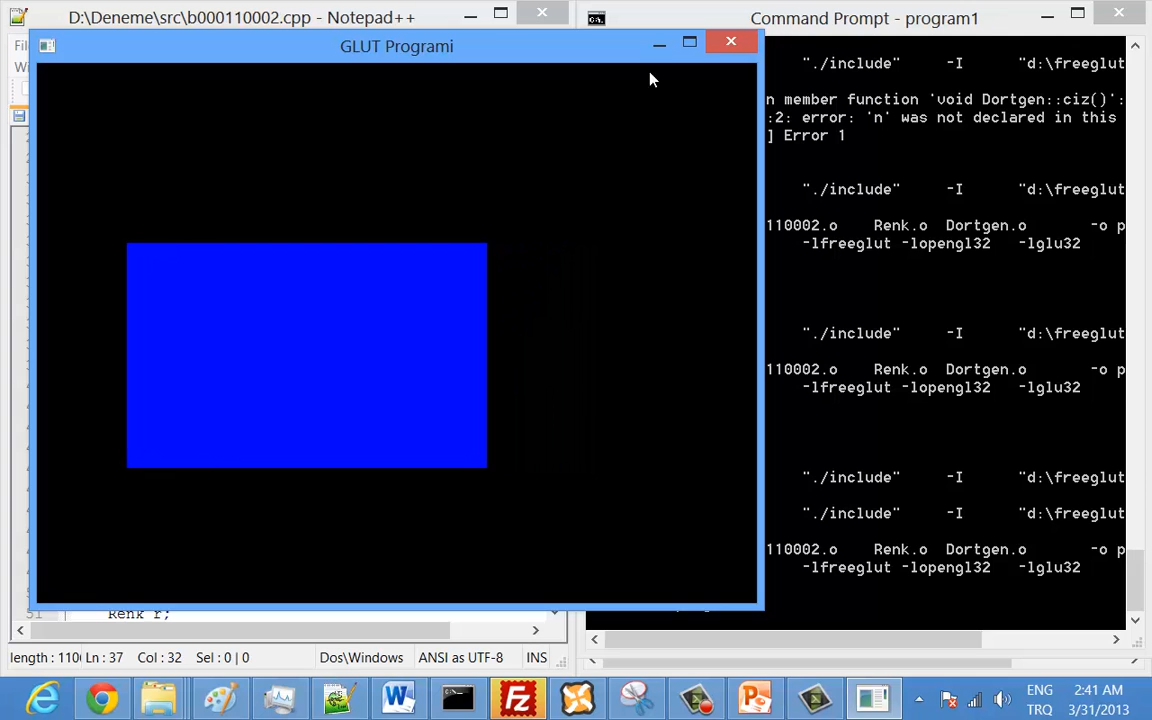 D:\Deneme\src\b000110002.cpp - Notepad++
Command Prompt - program1
GLUT Programi
"./include" -I "d:\freeglut
n member function 'void Dortgen::ciz()':
:2: error: 'n' was not declared in this
] Error 1
"./include" -I "d:\freeglut
110002.o Renk.o Dortgen.o -o p
-lfreeglut -lopengl32 -lglu32
"./include" -I "d:\freeglut
110002.o Renk.o Dortgen.o -o p
-lfreeglut -lopengl32 -lglu32
"./include" -I "d:\freeglut
"./include" -I "d:\freeglut
110002.o Renk.o Dortgen.o -o p
-lfreeglut -lopengl32 -lglu32
51 Renk r;
length : 110 Ln : 37 Col : 32 Sel : 0 | 0 Dos\Windows ANSI as UTF-8 INS
ENG 2:41 AM
TRQ 3/31/2013